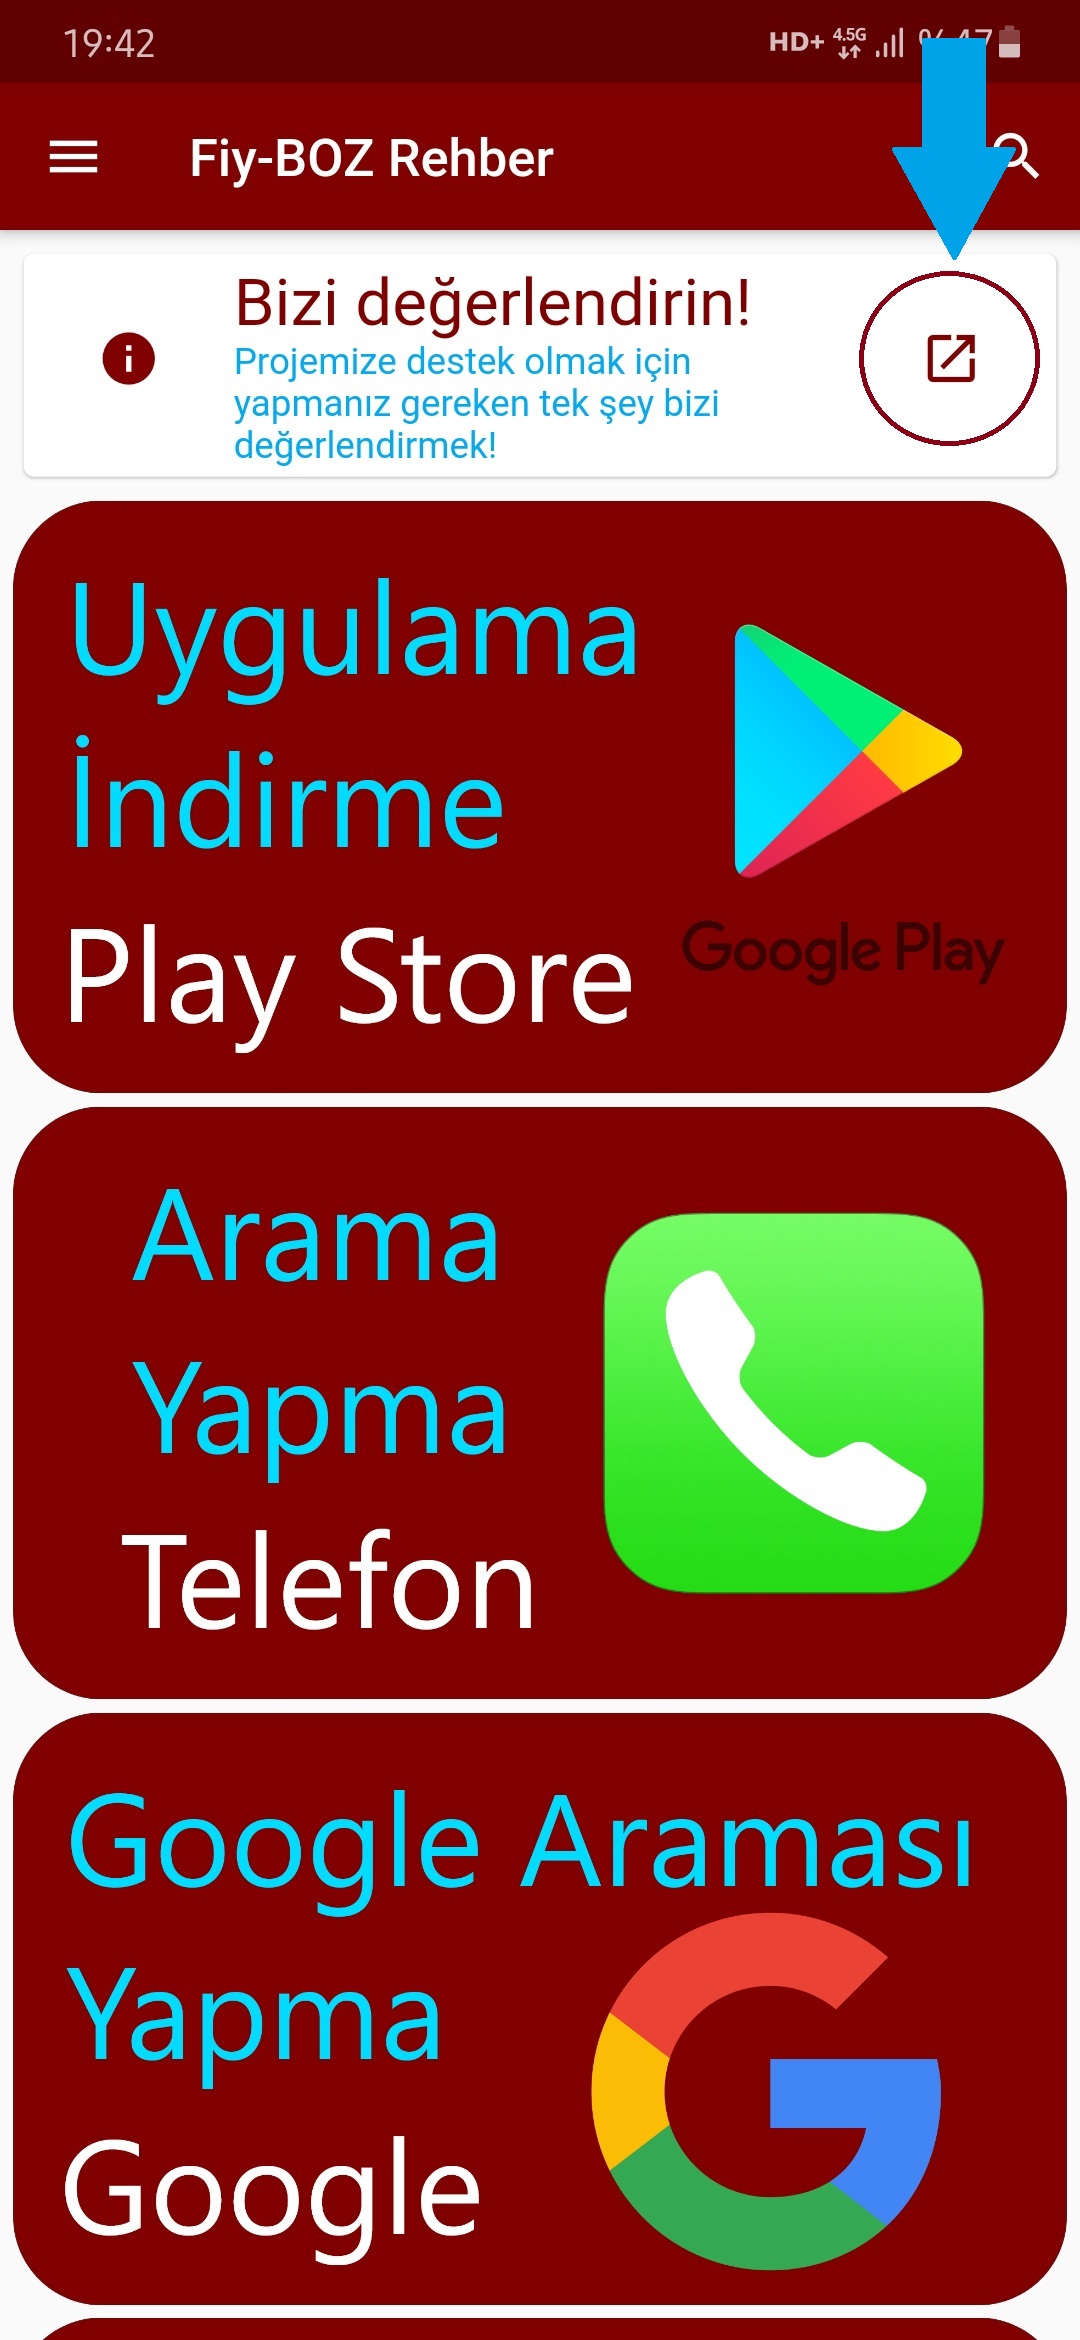 19:42
HD+ 4.5G
Fiy-BOZ Rehber
Bizi değerlendirin!
Projemize destek olmak için
yapmanız gereken tek şey bizi
değerlendirmek!
Uygulama
İndirme
Play Store
Google Play
Arama
Yapma
Telefon
Google Araması
Yapma
Google